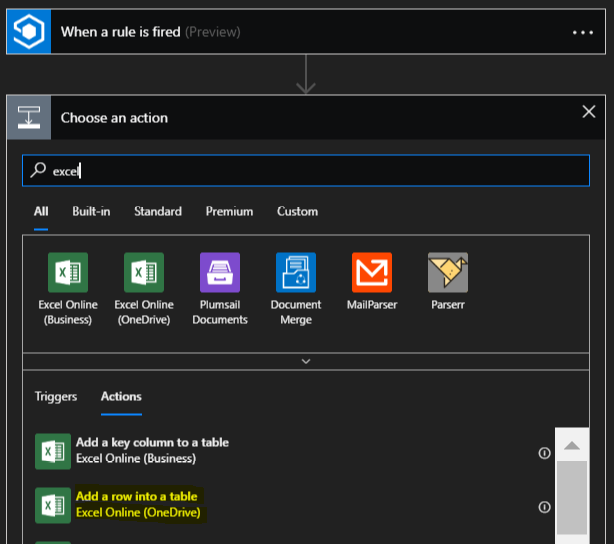 When a rule is fired (Preview)
Choose an action
excel
All Built-in Standard Premium Custom
Excel Online (Business)
Excel Online (OneDrive)
Plumsail Documents
Document Merge
MailParser
Parserr
Triggers Actions
Add a key column to a table
Excel Online (Business)
Add a row into a table
Excel Online (OneDrive)